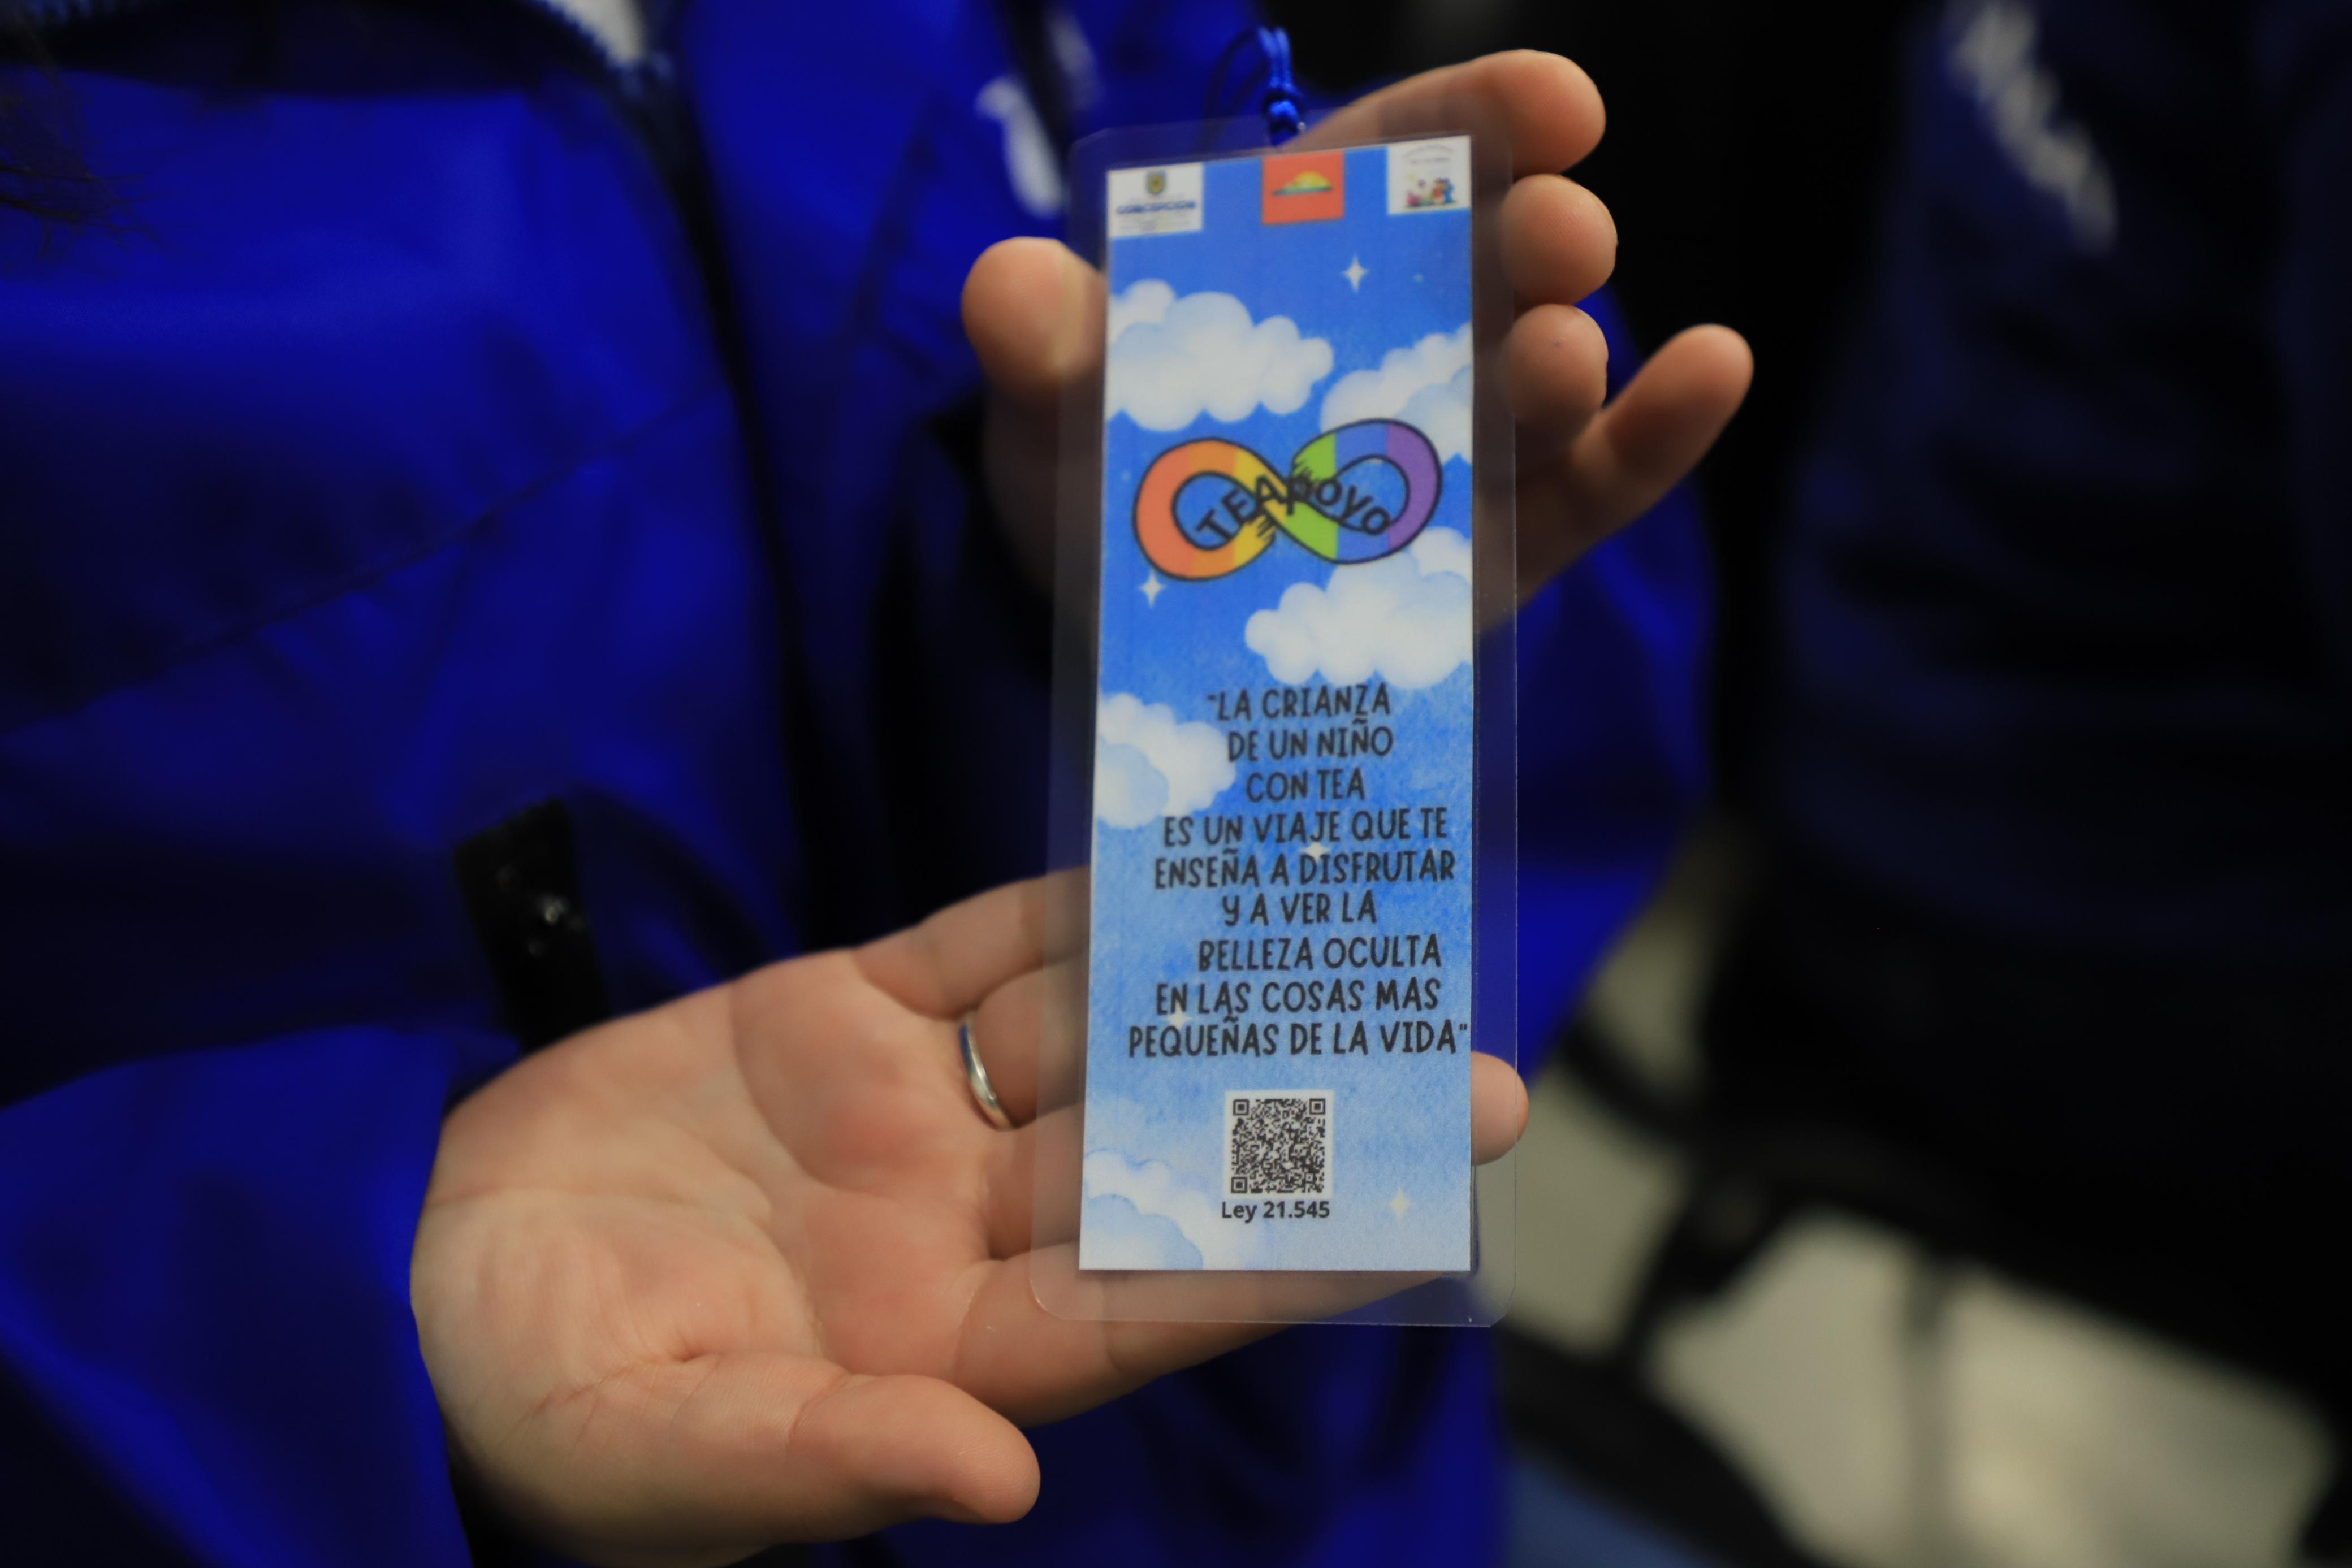 TEAPOYO
"LA CRIANZA
DE UN NIÑO
CON TEA
ES UN VIAJE QUE TE
ENSEÑA A DISFRUTAR
Y A VER LA
BELLEZA OCULTA
EN LAS COSAS MAS
PEQUEÑAS DE LA VIDA"
Ley 21.545